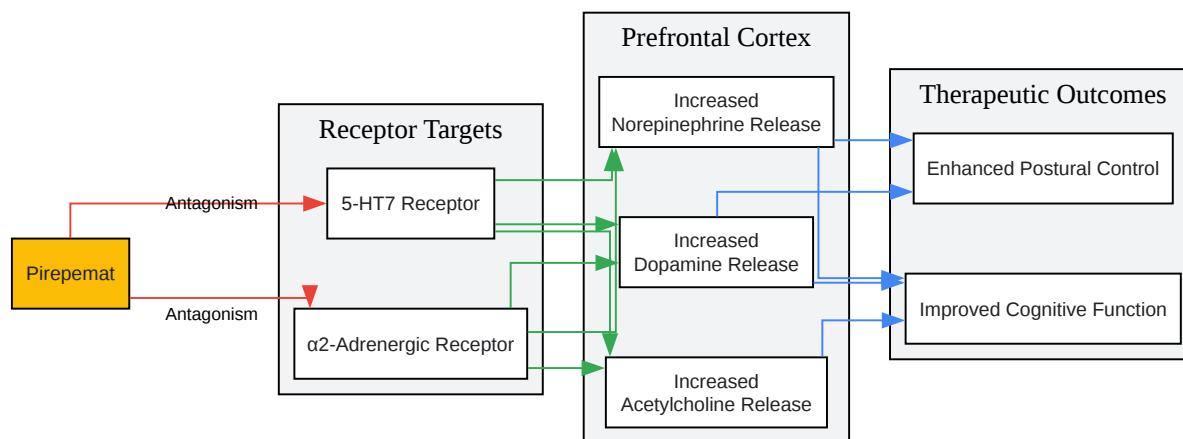 Pirepemat
Antagonism
Antagonism
Receptor Targets
5-HT7 Receptor
α2-Adrenergic Receptor
Prefrontal Cortex
Increased
Norepinephrine Release
Increased
Dopamine Release
Increased
Acetylcholine Release
Therapeutic Outcomes
Enhanced Postural Control
Improved Cognitive Function